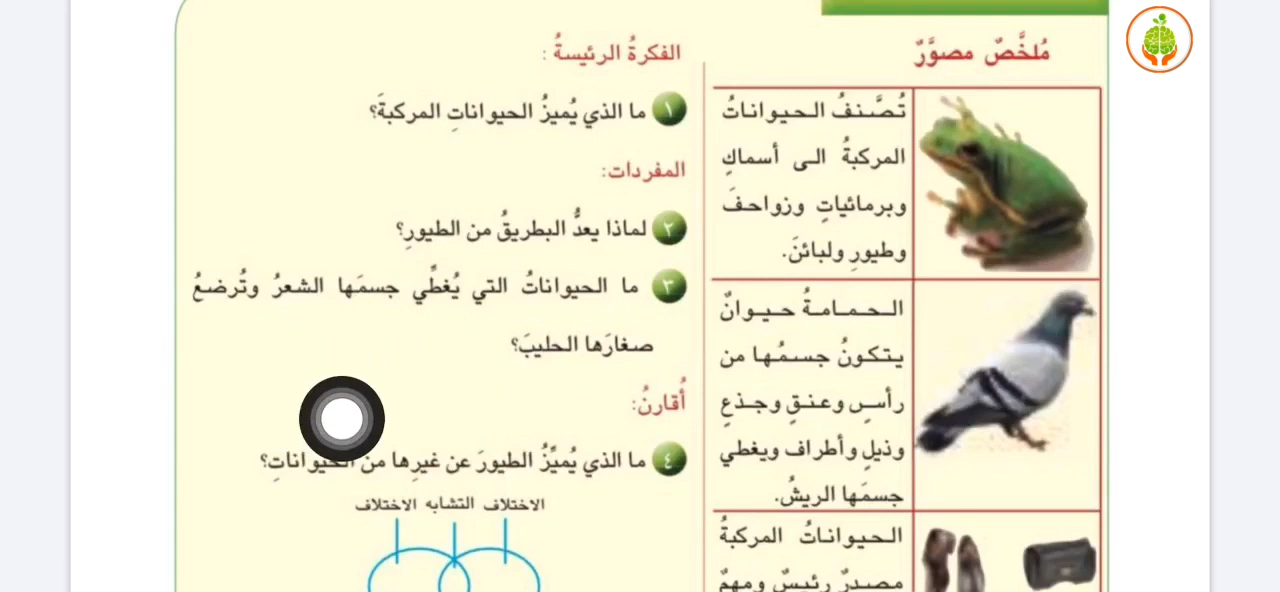 مُلخَّصٌ مصوَّرٌ
تُصَّنفُ الحيواناتُ
المركبةُ الى أسماكٍ
وبرمائياتٍ وزواحفَ
وطيورٍ ولبائنَ.
الحمامةُ حيوانٌ
يتكونُ جسمُها من
رأسٍ وعنقٍ وجذعٍ
وذيلٍ وأطراف ويغطي
جسمَها الريشُ.
الحيواناتُ المركبةُ
مصدرٌ رئيسٌ ومهمٌ
الفكرةُ الرئيسةُ :
١ ما الذي يُميزُ الحيواناتِ المركبةَ؟
المفردات:
٢ لماذا يعدُّ البطريقُ من الطيورِ؟
٣ ما الحيواناتُ التي يُغطِّي جسمَها الشعرُ وتُرضعُ
صغارَها الحليبَ؟
أُقارنُ:
٤ ما الذي يُميِّزُ الطيورَ عن غيرِها من الحيواناتِ؟
الاختلاف التشابه الاختلاف